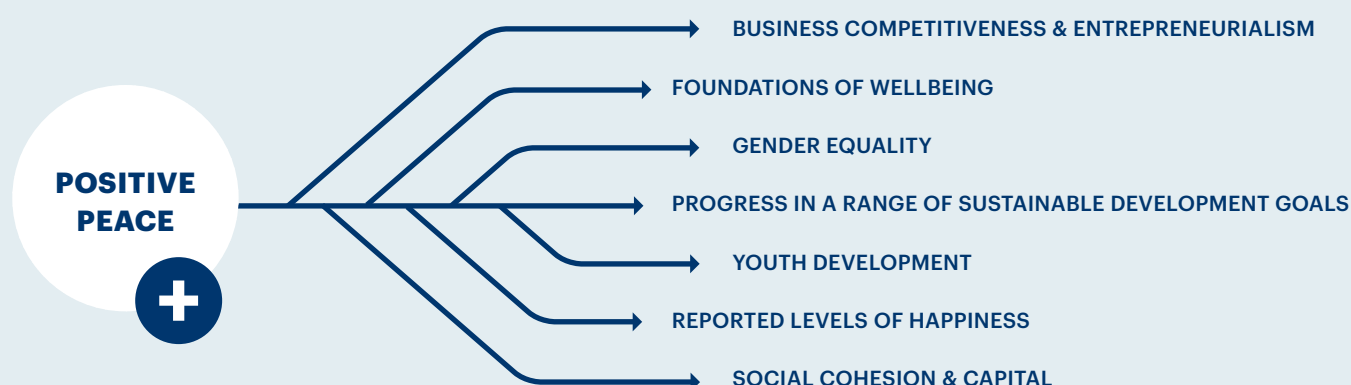 POSITIVE
PEACE
BUSINESS COMPETITIVENESS & ENTREPRENEURIALISM
FOUNDATIONS OF WELLBEING
GENDER EQUALITY
PROGRESS IN A RANGE OF SUSTAINABLE DEVELOPMENT GOALS
YOUTH DEVELOPMENT
REPORTED LEVELS OF HAPPINESS
SOCIAL COHESION & CAPITAL